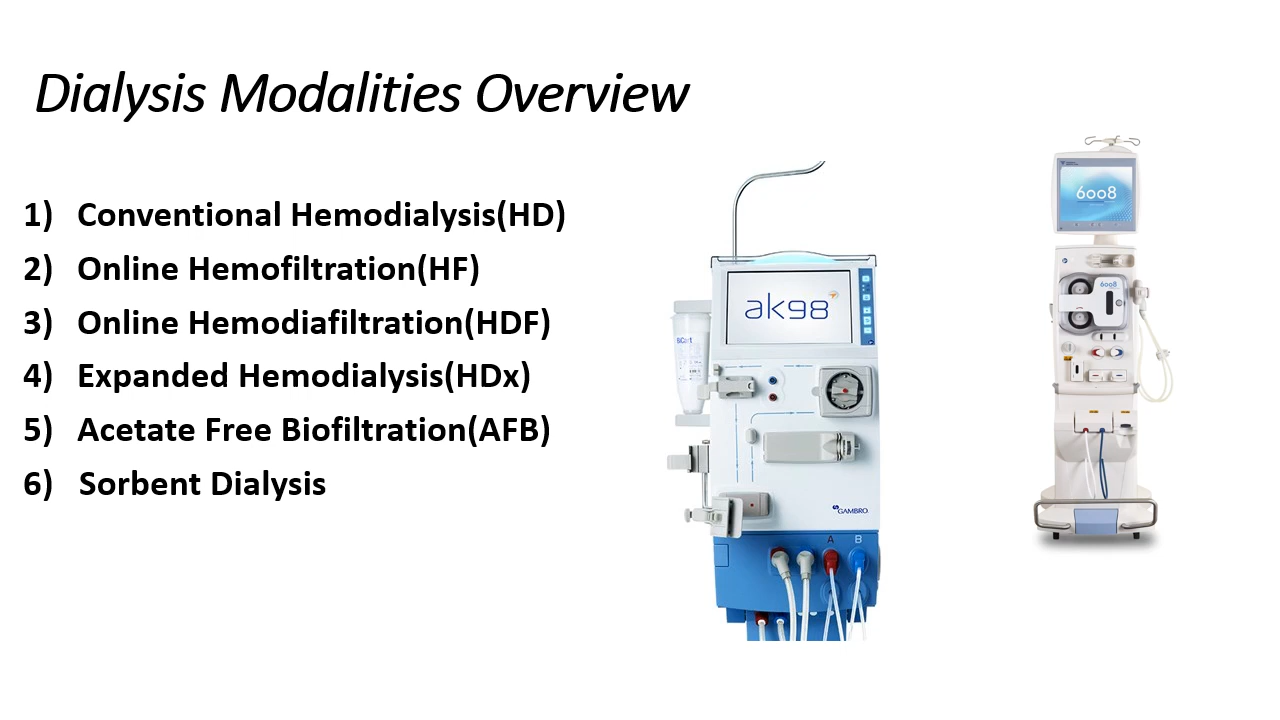 Dialysis Modalities Overview
1) Conventional Hemodialysis(HD)
2) Online Hemofiltration(HF)
3) Online Hemodiafiltration(HDF)
4) Expanded Hemodialysis(HDx)
5) Acetate Free Biofiltration(AFB)
6) Sorbent Dialysis
ak98
GAMBRO
A B
6008
6008